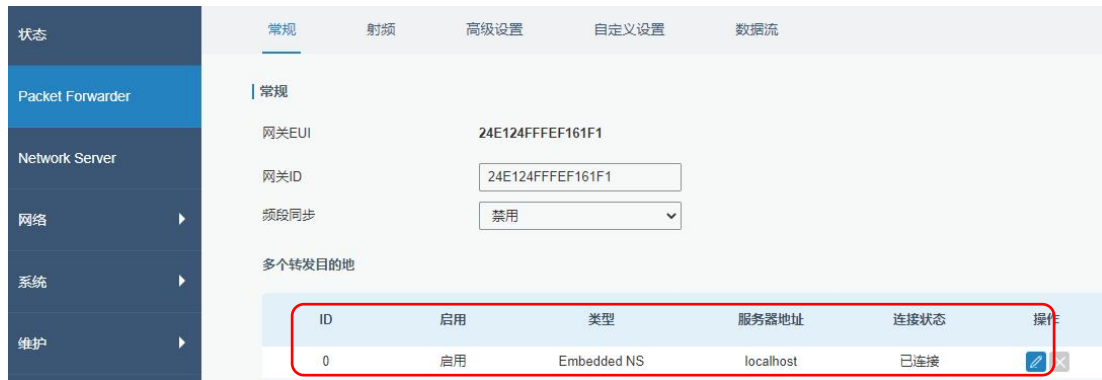 状态
Packet Forwarder
Network Server
网络
系统
维护
常规 射频 高级设置 自定义设置 数据流
常规
网关EUI 24E124FFFEF161F1
网关ID 24E124FFFEF161F1
频段同步 禁用
多个转发目的地
ID 启用 类型 服务器地址 连接状态 操作
0 启用 Embedded NS localhost 已连接